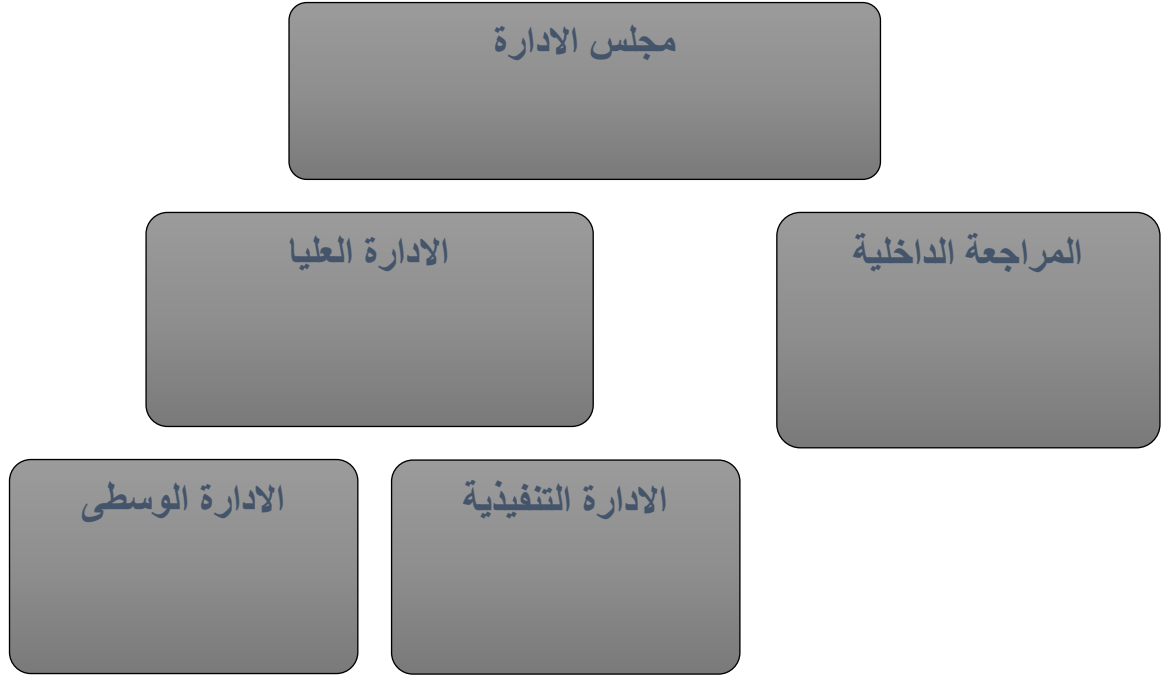 مجلس الادارة
المراجعة الداخلية
الادارة العليا
الادارة التنفيذية
الادارة الوسطى